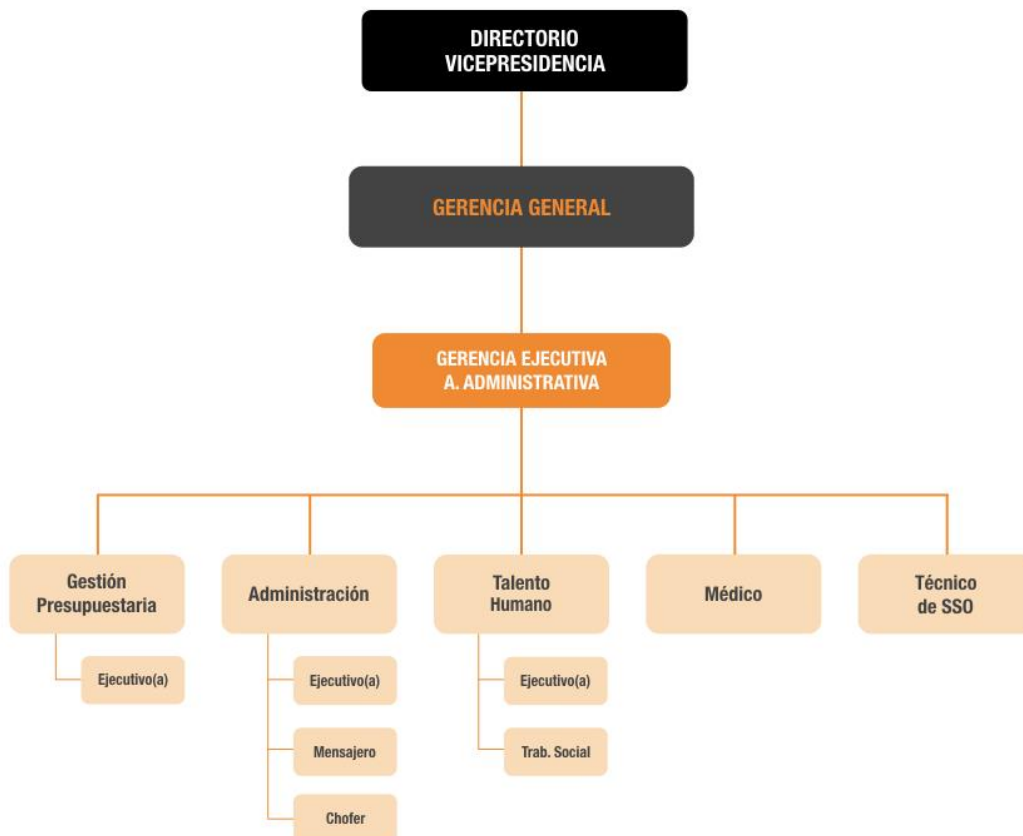 DIRECTORIO
VICEPRESIDENCIA
GERENCIA GENERAL
GERENCIA EJECUTIVA
A. ADMINISTRATIVA
Gestión
Presupuestaria
Administración
Talento
Humano
Médico
Técnico
de SSO
Ejecutivo(a)
Ejecutivo(a)
Ejecutivo(a)
Mensajero
Trab. Social
Chofer